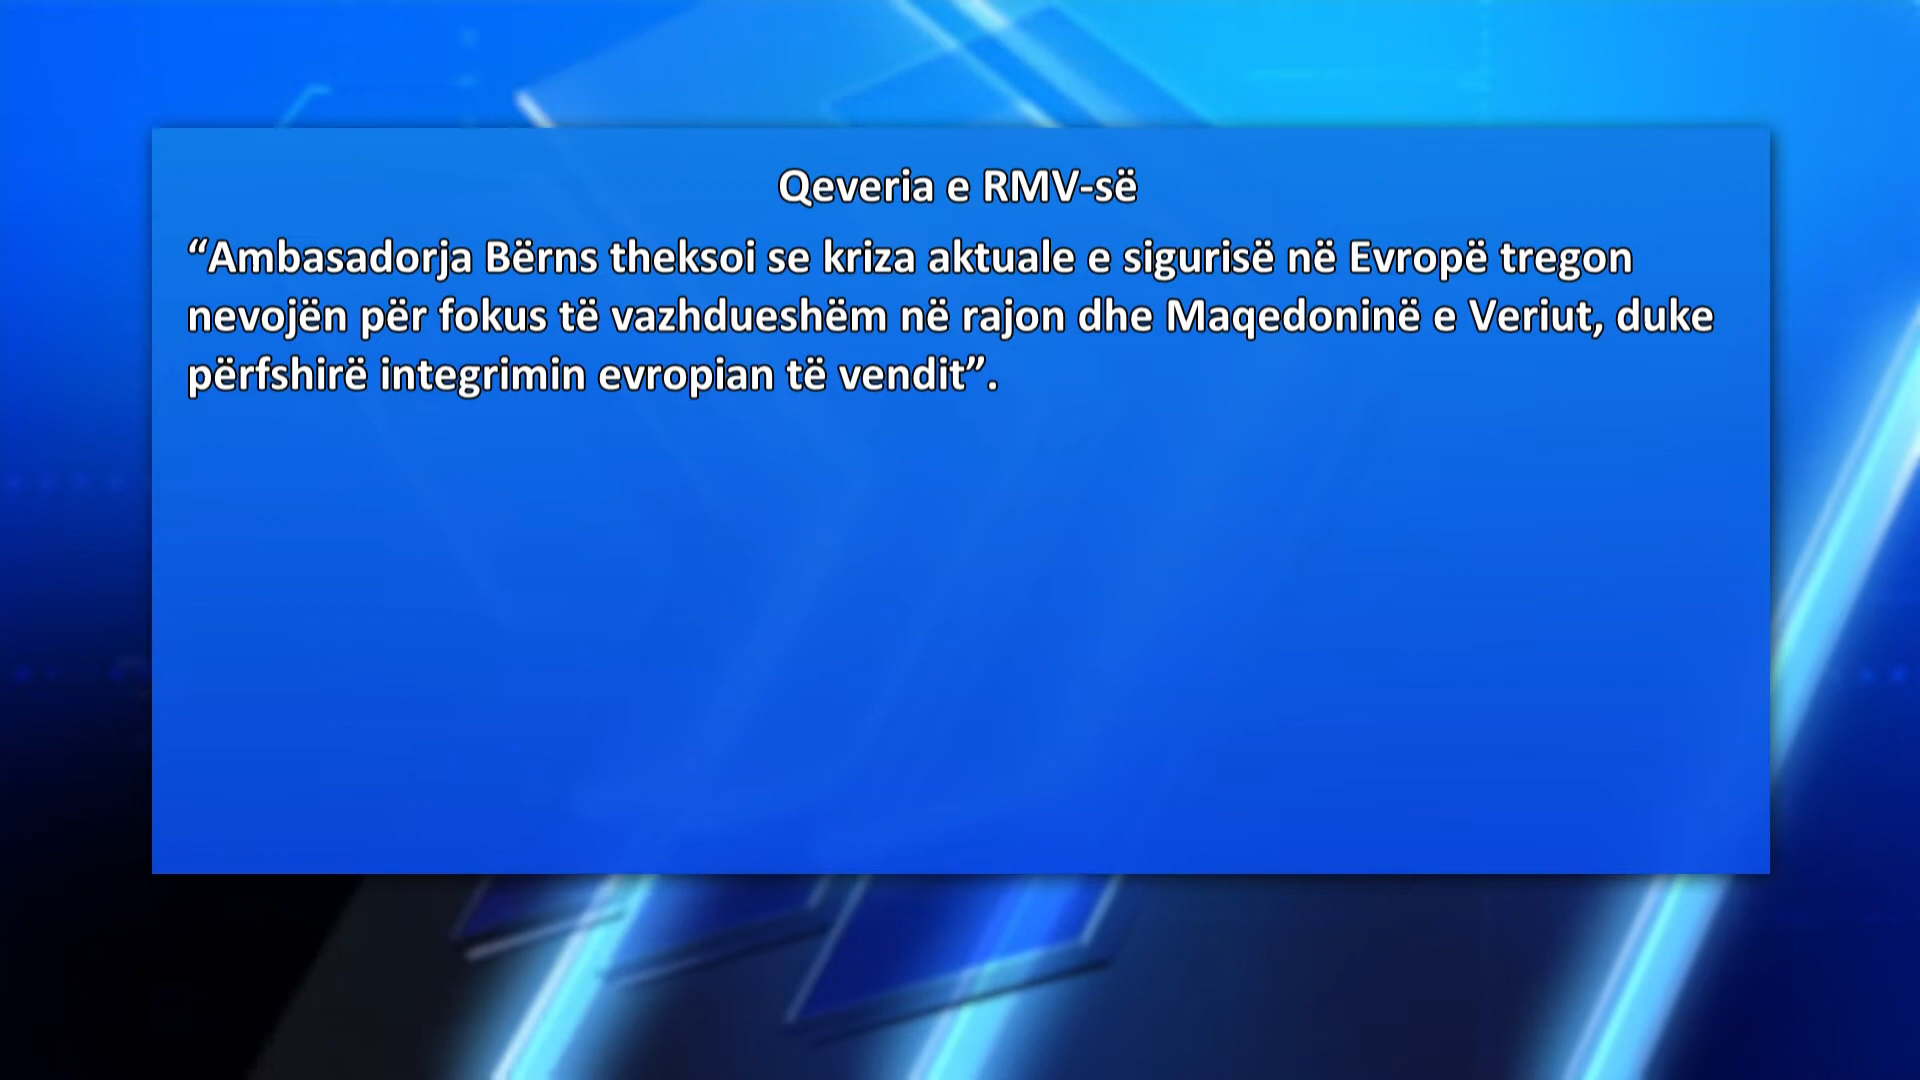 Qeveria e RMV-së
“Ambasadorja Bërns theksoi se kriza aktuale e sigurisë në Evropë tregon
nevojën për fokus të vazhdueshëm në rajon dhe Maqedoninë e Veriut, duke
përfshirë integrimin evropian të vendit”.